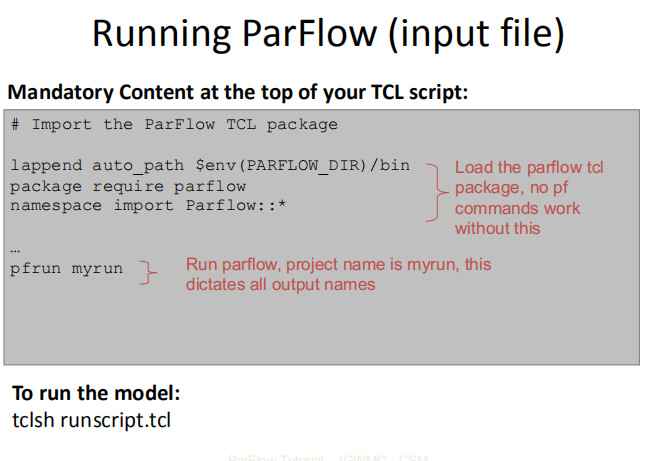 Running ParFlow (input file)
Mandatory Content at the top of your TCL script:
# Import the ParFlow TCL package
lappend auto_path $env(PARFLOW_DIR)/bin
package require parflow
namespace import Parflow::*
Load the parflow tcl
package, no pf
commands work
without this
…
pfrun myrun
Run parflow, project name is myrun, this
dictates all output names
To run the model:
tclsh runscript.tcl
ParFlow Tutorial - IGWMC - CSM